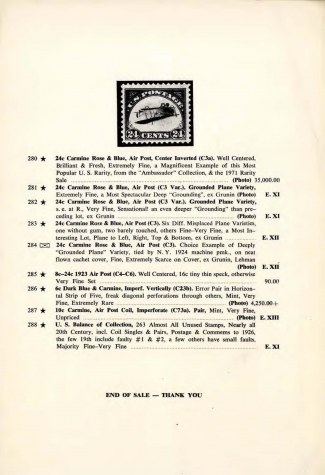 U.S. POSTAGE
24 CENTS 24
280 ★ 24c Carmine Rose & Blue, Air Post, Center Inverted (C3a). Well Centered,
Brilliant & Fresh, Extremely Fine, a Magnificent Example of this Most
Popular U. S. Rarity, from the "Ambassador" Collection, & the 1971 Rarity
Sale (Photo) 35,000.00
281 ★ 24c Carmine Rose & Blue, Air Post (C3 Var.), Grounded Plane Variety,
Extremely Fine, a Most Spectacular Deep "Grounding", ex Grunin (Photo) E. XI
282 ★ 24c Carmine Rose & Blue, Air Post (C3 Var.), Grounded Plane Variety,
s. e. at R., Very Fine, Sensational! an even deeper "Grounding" than pre-
ceding lot, ex Grunin (Photo) E. XI
283 ★ 24c Carmine Rose & Blue, Air Post (C3). Six Diff. Misplaced Plane Varieties,
one without gum, two barely touched, others Fine-Very Fine, a Most In-
teresting Lot, Plane to Left, Right, Top & Bottom, ex Grunin E. XII
284 ✉ 24c Carmine Rose & Blue, Air Post (C3). Choice Example of Deeply
"Grounded Plane" Variety, tied by N.Y. 1924 machine pmk., on neat
flown cachet cover, Fine, Extremely Scarce on Cover, ex Grunin, Lehman
(Photo) E. XII
285 ★ 8c-24c 1923 Air Post (C4-C6). Well Centered, 16c tiny thin speck, otherwise
Very Fine Set 90.00
286 ★ 6c Dark Blue & Carmine, Imperf. Vertically (C23b). Error Pair in Horizon-
tal Strip of Five, freak diagonal perforations through others, Mint, Very
Fine, Extremely Rare (Photo) 4,250.00+
287 ★ 10c Carmine, Air Post Coil, Imperforate (C77a). Pair, Mint, Very Fine,
Unpriced (Photo) E. XIII
288 ★ U. S. Balance of Collection, 263 Almost All Unused Stamps, Nearly all
20th Century, incl. Coil Singles & Pairs, Postage & Commems to 1926,
the few 19th include faulty #1 & #2, a few others have small faults,
Majority Fine-Very Fine E. XI
END OF SALE — THANK YOU